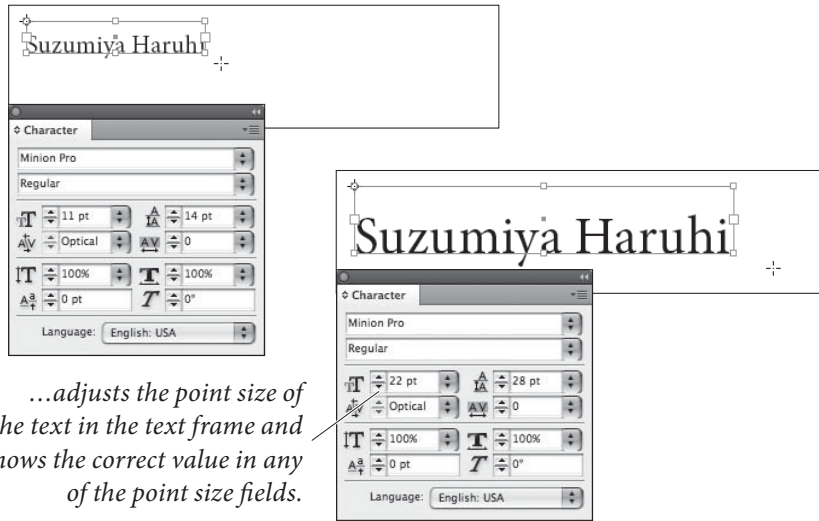 Suzumiya Haruhi
Character
Minion Pro
Regular
11 pt 14 pt
Optical 0
100% 100%
0 pt 0°
Language: English: USA
Suzumiya Haruhi
Character
Minion Pro
Regular
22 pt 28 pt
Optical 0
100% 100%
0 pt 0°
Language: English: USA
…adjusts the point size of
he text in the text frame and
nows the correct value in any
of the point size fields.